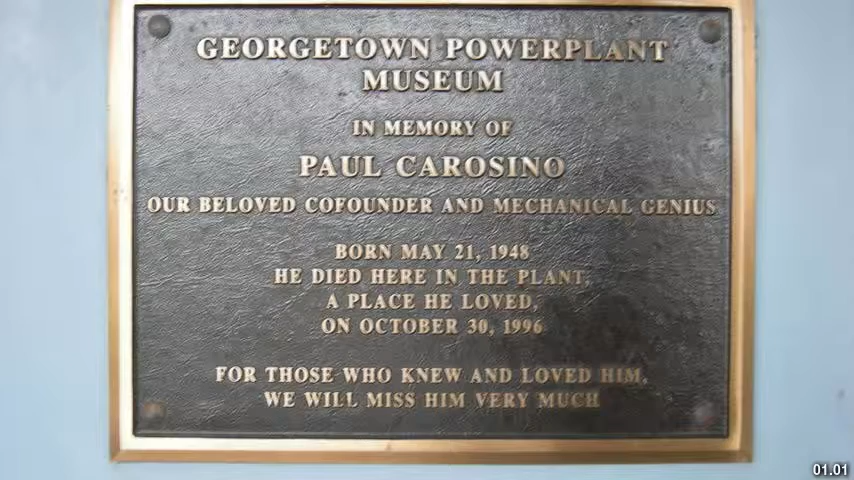 GEORGETOWN POWERPLANT
MUSEUM
IN MEMORY OF
PAUL CAROSINO
OUR BELOVED COFOUNDER AND MECHANICAL GENIUS
BORN MAY 21, 1948
HE DIED HERE IN THE PLANT,
A PLACE HE LOVED,
ON OCTOBER 30, 1996
FOR THOSE WHO KNEW AND LOVED HIM,
WE WILL MISS HIM VERY MUCH
01.01